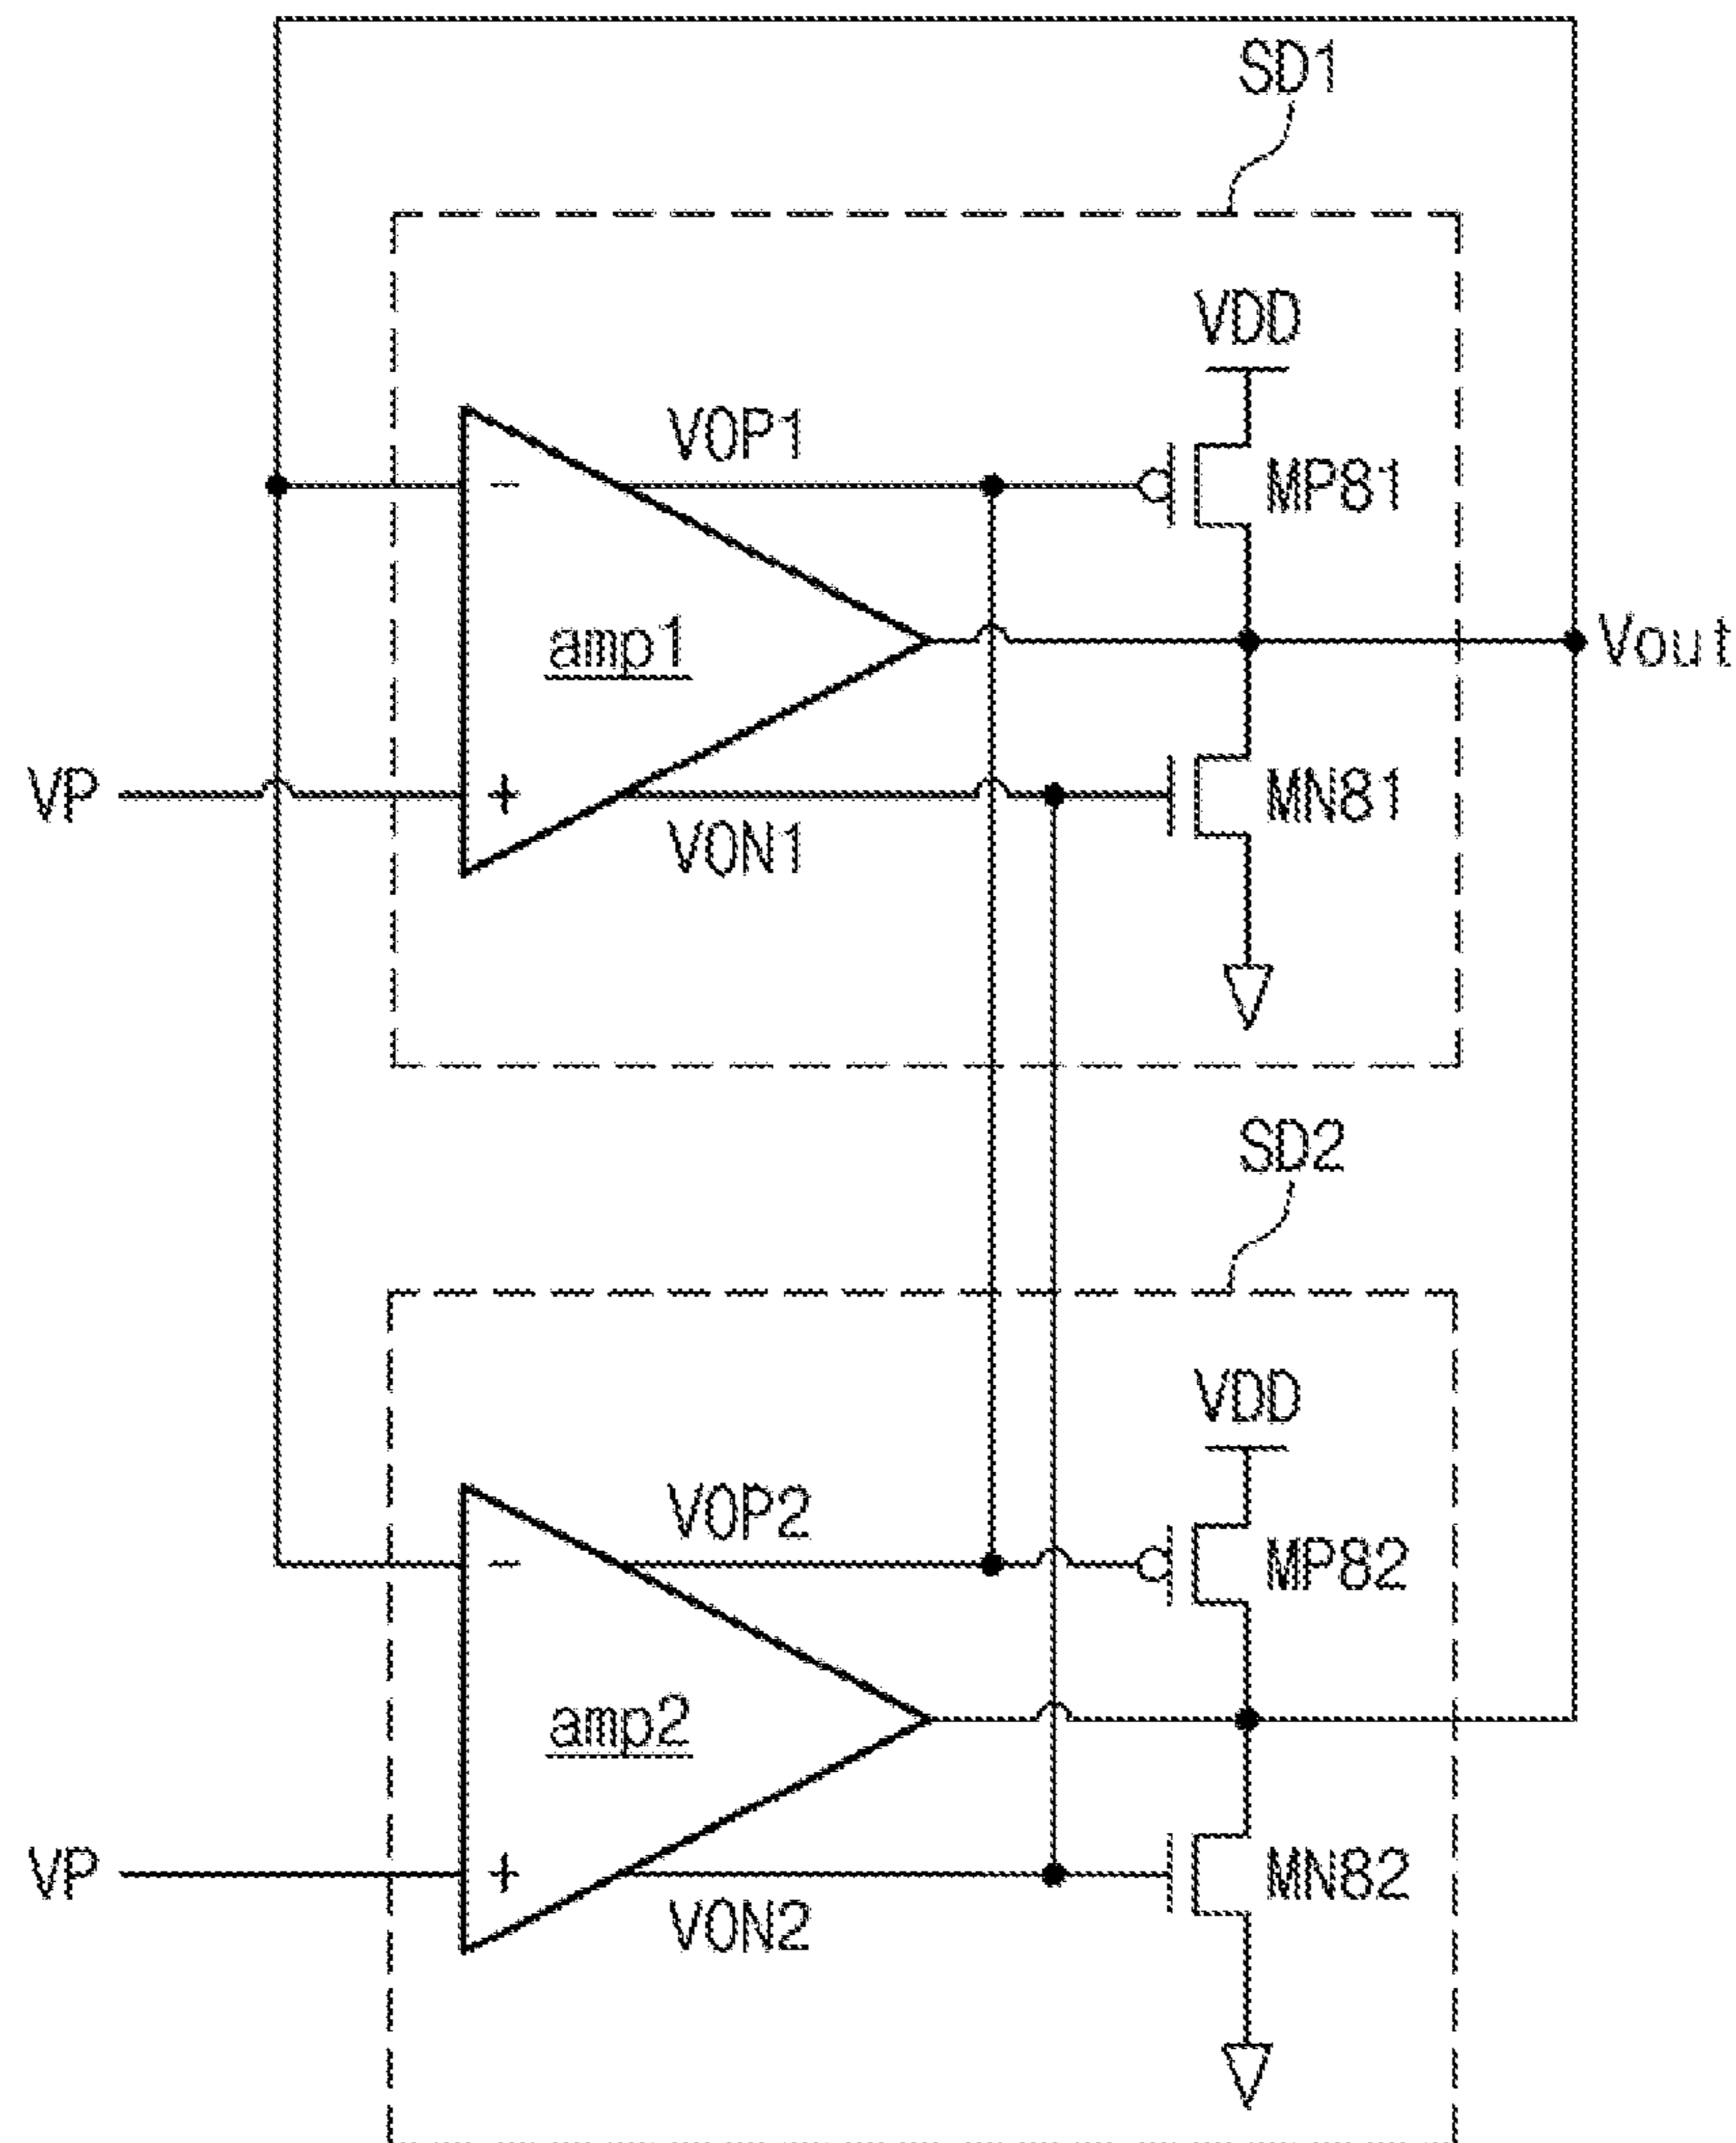 SD1
VDD
VOP1
MP81
-
amp1
Vout
VP
+
MN81
VON1
SD2
VDD
VOP2
-
MP82
amp2
VP
+
MN82
VON2